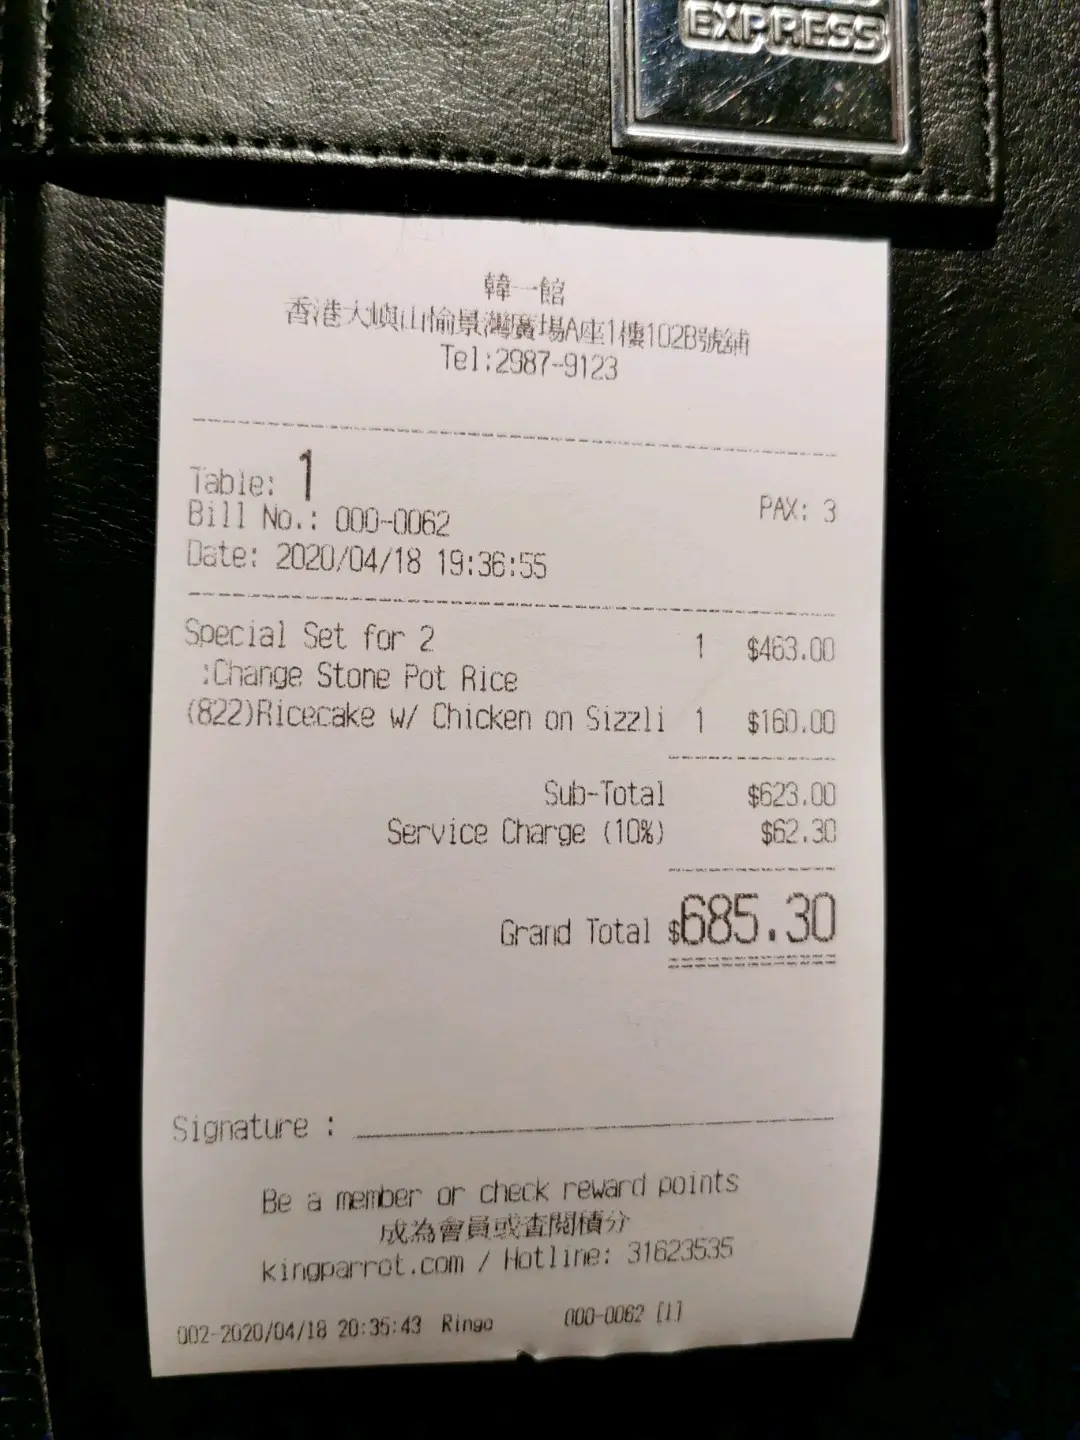 EXPRESS
韓一館
香港大嶼山愉景灣廣場A座1樓102B號舖
Tel:2987-9123
Table: 1
PAX: 3
Bill No.: 000-0062
Date: 2020/04/18 19:36:55
Special Set for 2 1 $463.00
:Change Stone Pot Rice
(822)Ricecake w/ Chicken on Sizzli 1 $160.00
Sub-Total $623.00
Service Charge (10%) $62.30
Grand Total $685.30
Signature :
Be a member or check reward points
成為會員或查閱積分
kingparrot.com / Hotline: 31623535
002-2020/04/18 20:35:43 Ringo 000-0062 [1]